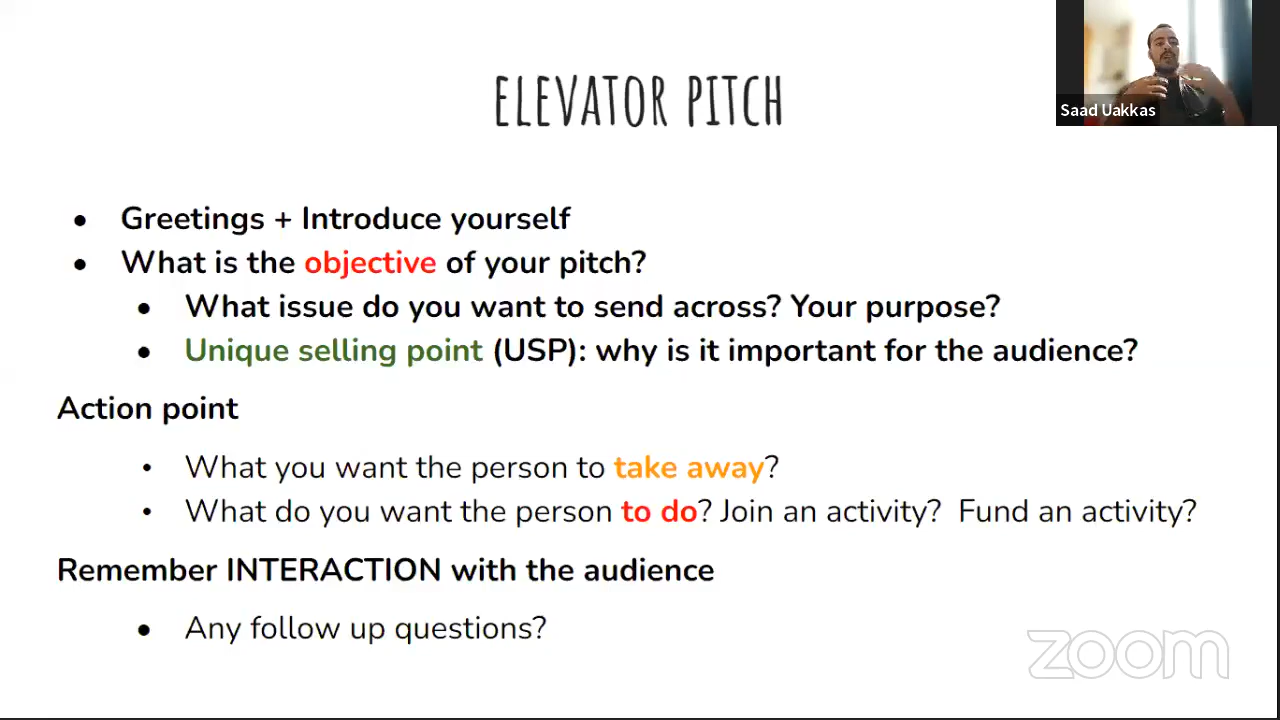 Saad Uakkas
ELEVATOR PITCH
● Greetings + Introduce yourself
● What is the objective of your pitch?
● What issue do you want to send across? Your purpose?
● Unique selling point (USP): why is it important for the audience?
Action point
• What you want the person to take away?
• What do you want the person to do? Join an activity? Fund an activity?
Remember INTERACTION with the audience
● Any follow up questions?
zoom